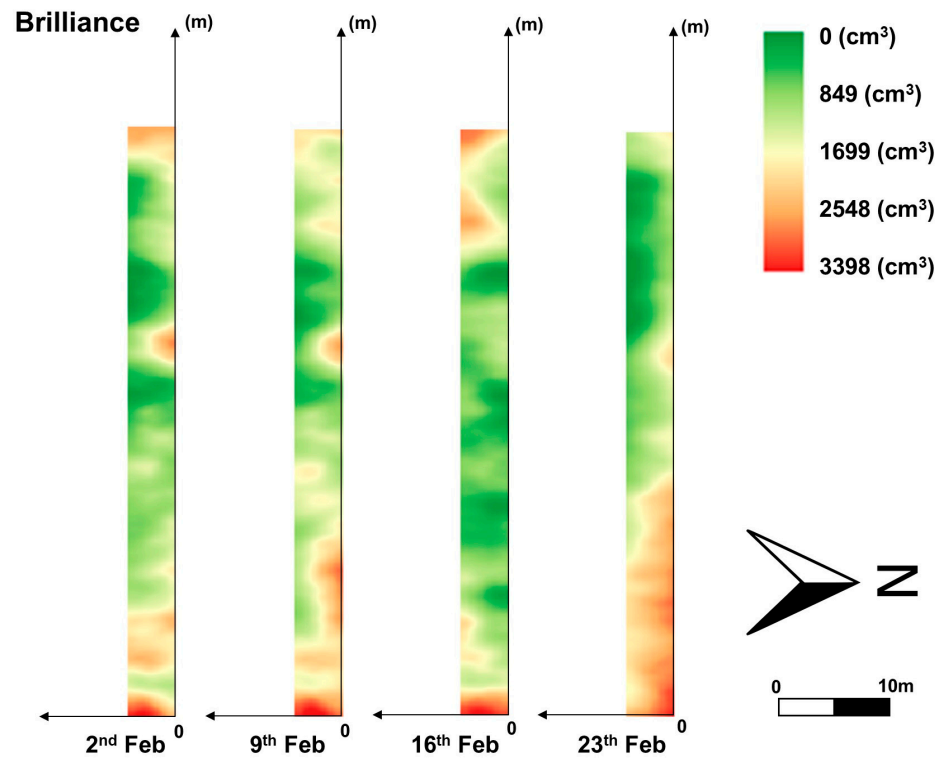 Brilliance
(m)
(m)
(m)
(m)
0 (cm³)
849 (cm³)
1699 (cm³)
2548 (cm³)
3398 (cm³)
N
0
10m
0
0
0
0
2ⁿᵈ Feb
9ᵗʰ Feb
16ᵗʰ Feb
23ᵗʰ Feb